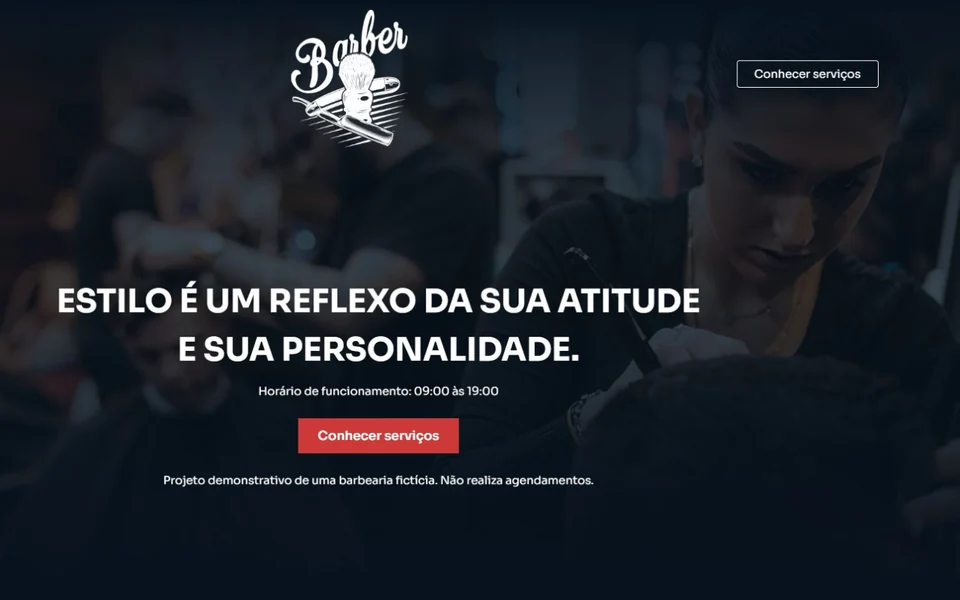 Barber
Conhecer serviços
ESTILO É UM REFLEXO DA SUA ATITUDE
E SUA PERSONALIDADE.
Horário de funcionamento: 09:00 às 19:00
Conhecer serviços
Projeto demonstrativo de uma barbearia fictícia. Não realiza agendamentos.